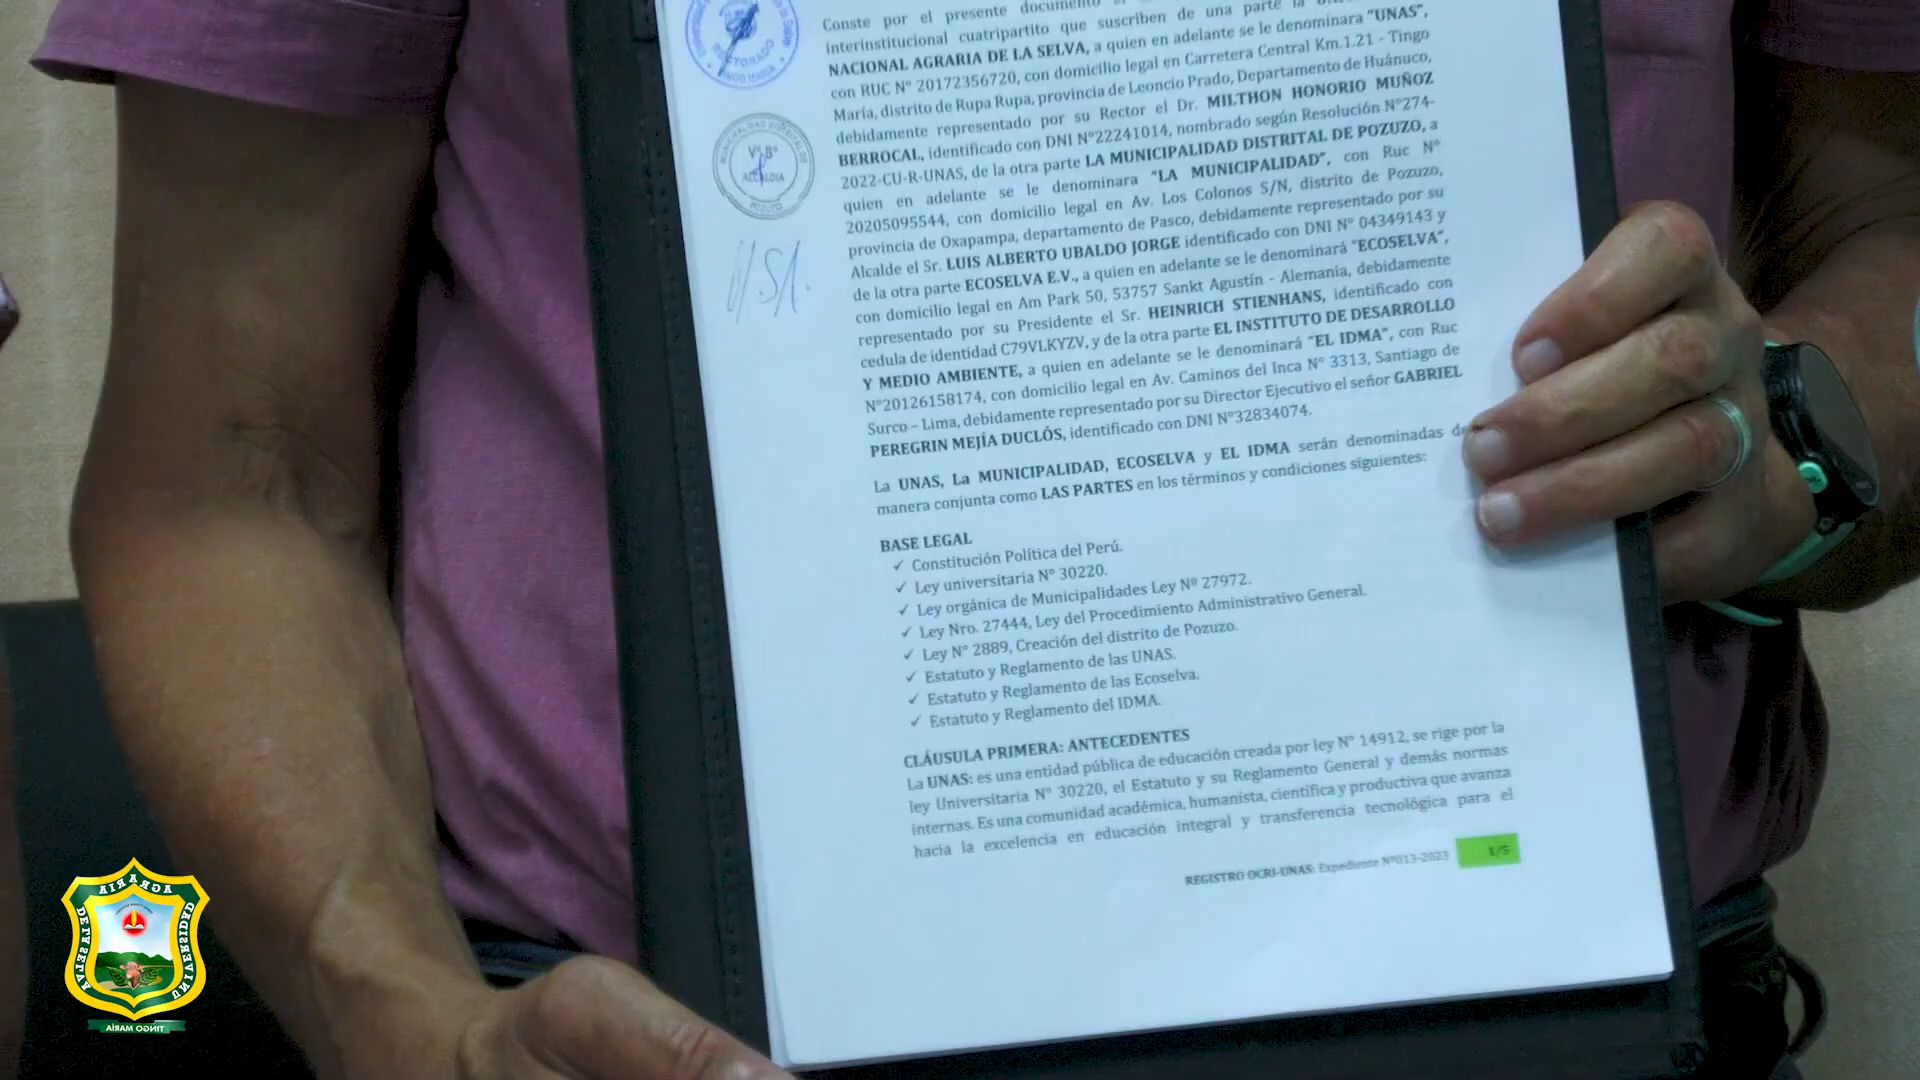 Conste por el presente documento
interinstitucional cuatripartito que suscriben de una parte la
NACIONAL AGRARIA DE LA SELVA, a quien en adelante se le denominara "UNAS",
con RUC N° 20172356720, con domicilio legal en Carretera Central Km.1.21 - Tingo
María, distrito de Rupa Rupa, provincia de Leoncio Prado, Departamento de Huánuco,
debidamente representado por su Rector el Dr. MILTHON HONORIO MUÑOZ
BERROCAL, identificado con DNI N°22241014, nombrado según Resolución N°274-
2022-CU-R-UNAS, de la otra parte LA MUNICIPALIDAD DISTRITAL DE POZUZO, a
quien en adelante se le denominara "LA MUNICIPALIDAD", con Ruc N°
20205095544, con domicilio legal en Av. Los Colonos S/N, distrito de Pozuzo,
provincia de Oxapampa, departamento de Pasco, debidamente representado por su
Alcalde el Sr. LUIS ALBERTO UBALDO JORGE identificado con DNI N° 04349143 y
de la otra parte ECOSELVA E.V., a quien en adelante se le denominará "ECOSELVA",
con domicilio legal en Am Park 50, 53757 Sankt Agustín - Alemania, debidamente
representado por su Presidente el Sr. HEINRICH STIENHANS, identificado con
cedula de identidad C79VLKYZV, y de la otra parte EL INSTITUTO DE DESARROLLO
Y MEDIO AMBIENTE, a quien en adelante se le denominará "EL IDMA", con Ruc
N°20126158174, con domicilio legal en Av. Caminos del Inca N° 3313, Santiago de
Surco – Lima, debidamente representado por su Director Ejecutivo el señor GABRIEL
PEREGRIN MEJÍA DUCLÓS, identificado con DNI N°32834074.
La UNAS, La MUNICIPALIDAD, ECOSELVA y EL IDMA serán denominadas de
manera conjunta como LAS PARTES en los términos y condiciones siguientes:
BASE LEGAL
✓ Constitución Política del Perú.
✓ Ley universitaria N° 30220.
✓ Ley orgánica de Municipalidades Ley Nº 27972.
✓ Ley Nro. 27444, Ley del Procedimiento Administrativo General.
✓ Ley N° 2889, Creación del distrito de Pozuzo.
✓ Estatuto y Reglamento de las UNAS.
✓ Estatuto y Reglamento de las Ecoselva.
✓ Estatuto y Reglamento del IDMA.
CLÁUSULA PRIMERA: ANTECEDENTES
La UNAS: es una entidad pública de educación creada por ley N° 14912, se rige por la
ley Universitaria N° 30220, el Estatuto y su Reglamento General y demás normas
internas. Es una comunidad académica, humanista, científica y productiva que avanza
hacia la excelencia en educación integral y transferencia tecnológica para el
REGISTRO OCRI-UNAS: Expediente N°013-2023 1/5
RECTORADO
TINGO MARIA
MUNICIPALIDAD DISTRITAL DE
V° B°
ALCALDIA
POZUZO
UNIVERSIDAD
AGRARIA
DE LA SELVA
TINGO MARÍA